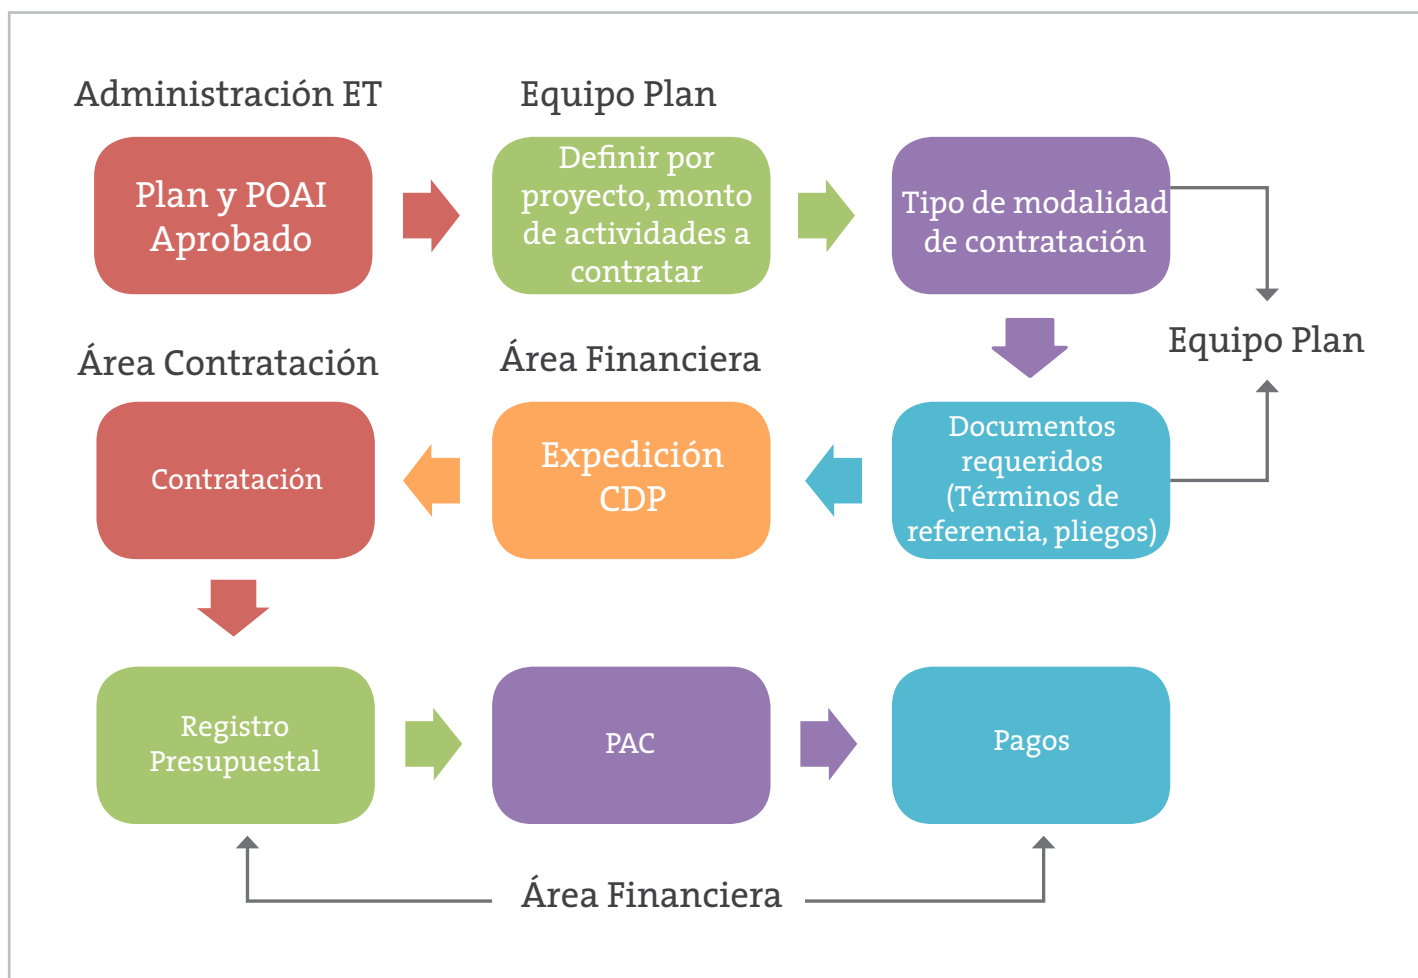 Administración ET
Equipo Plan
Plan y POAI
Aprobado
Definir por
proyecto, monto
de actividades a
contratar
Tipo de modalidad
de contratación
Equipo Plan
Área Contratación
Área Financiera
Contratación
Expedición
CDP
Documentos
requeridos
(Términos de
referencia, pliegos)
Registro
Presupuestal
PAC
Pagos
Área Financiera